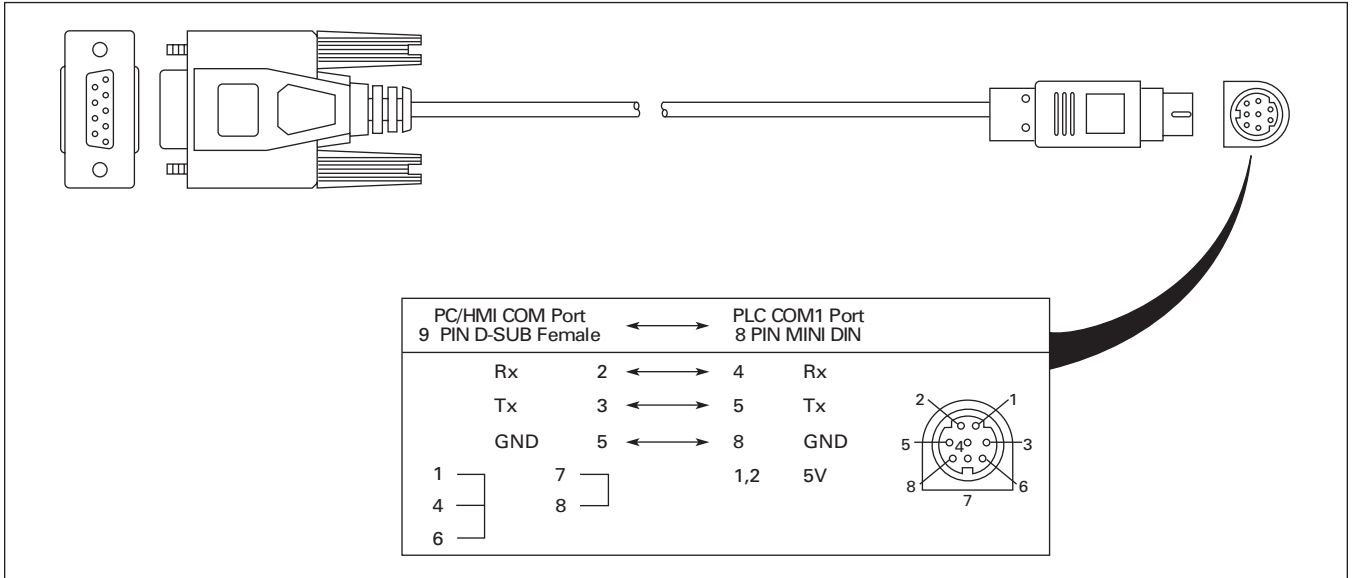 PC/HMI COM Port PLC COM1 Port
9 PIN D-SUB Female 8 PIN MINI DIN
Rx 2 4 Rx
Tx 3 5 Tx
GND 5 8 GND
1 7 1,2 5V
4 8
6
2 1
5 4 3
8 6
7